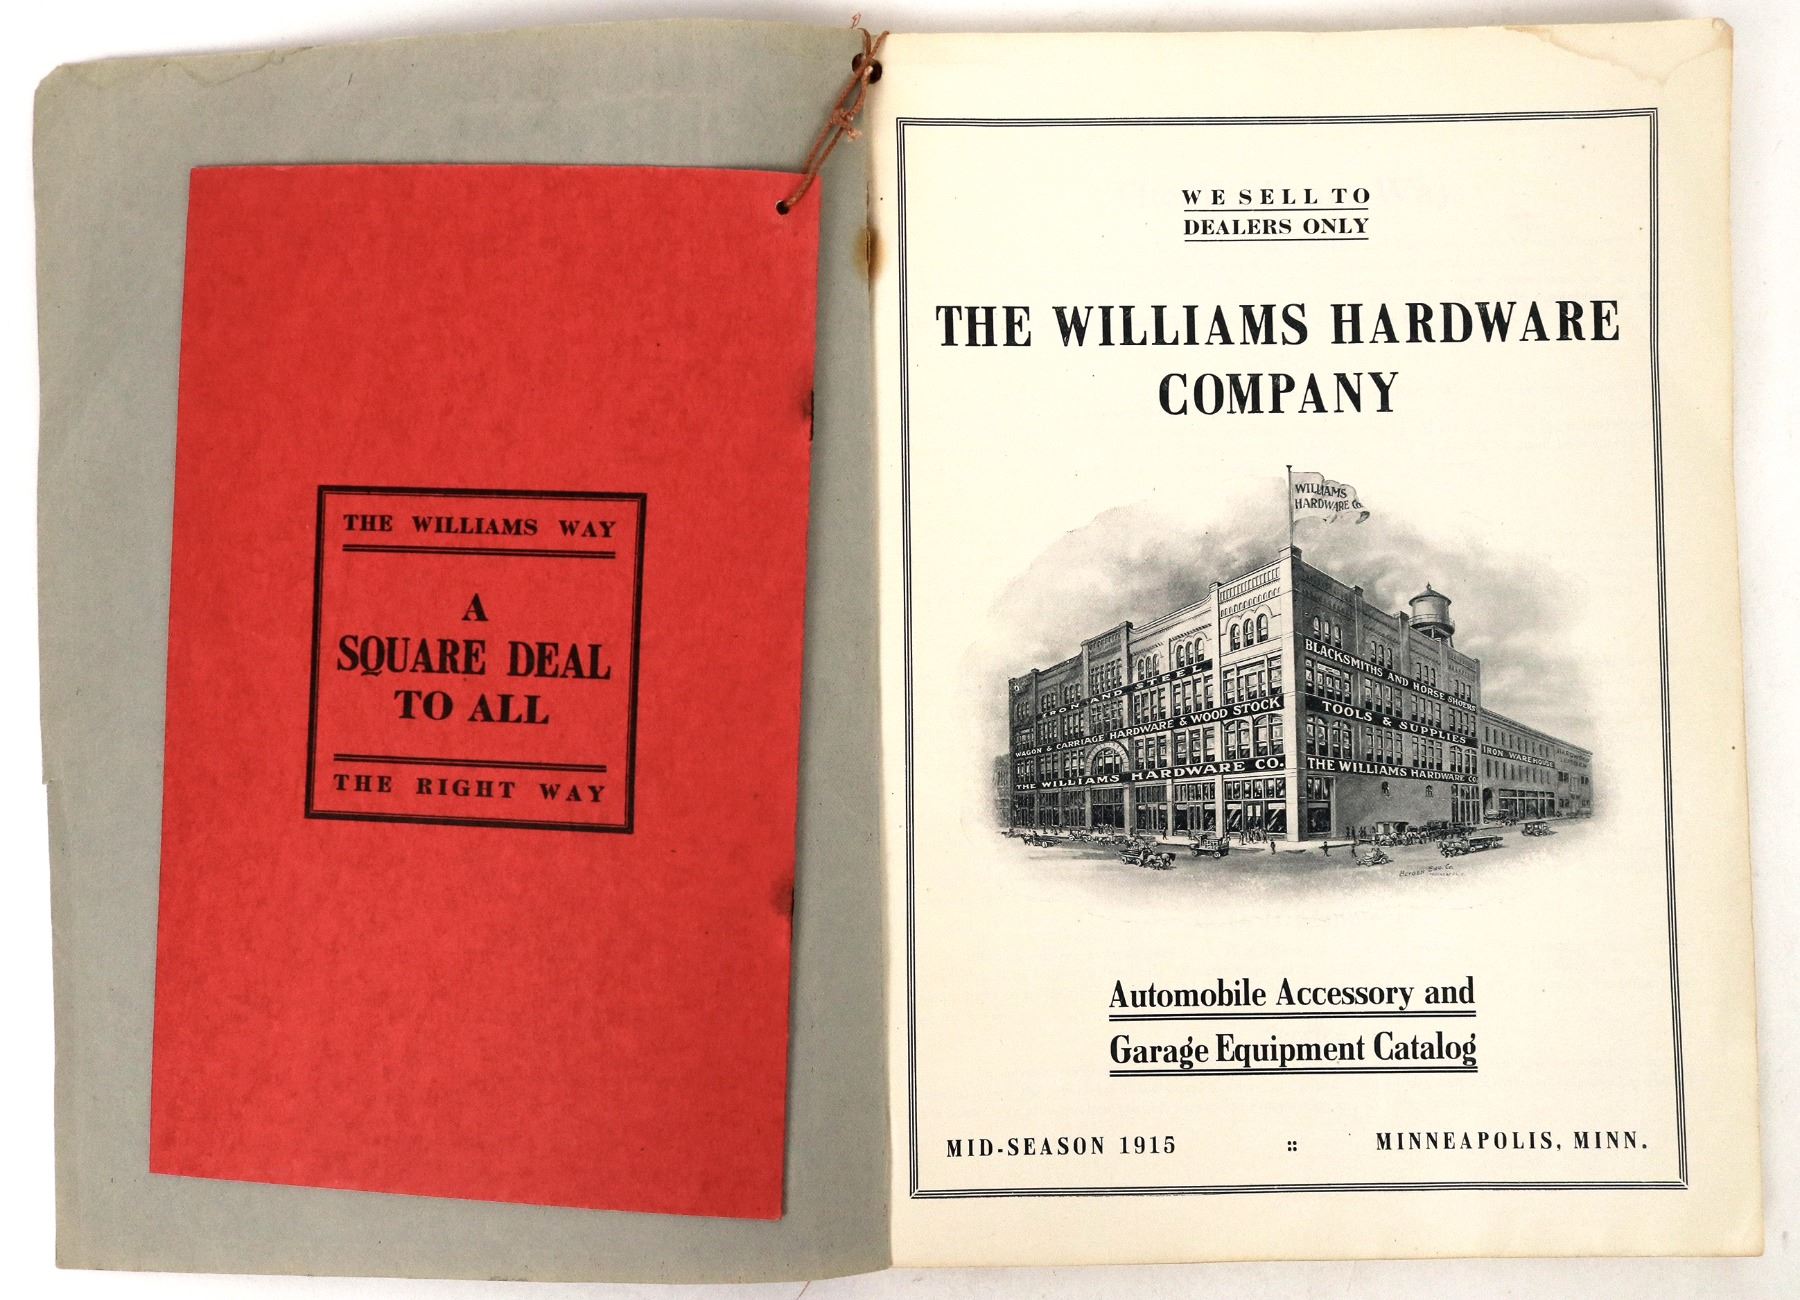 THE WILLIAMS WAY
A
SQUARE DEAL
TO ALL
THE RIGHT WAY
WE SELL TO
DEALERS ONLY
THE WILLIAMS HARDWARE
COMPANY
WILLIAMS
HARDWARE Co.
IRON AND STEEL
WAGON & CARRIAGE HARDWARE & WOOD STOCK
THE WILLIAMS HARDWARE CO.
BLACKSMITHS AND HORSE SHOERS
TOOLS & SUPPLIES
THE WILLIAMS HARDWARE CO.
IRON WAREHOUSE
HARDWOOD
LUMBER
Automobile Accessory and
Garage Equipment Catalog
MID-SEASON 1915 :: MINNEAPOLIS, MINN.